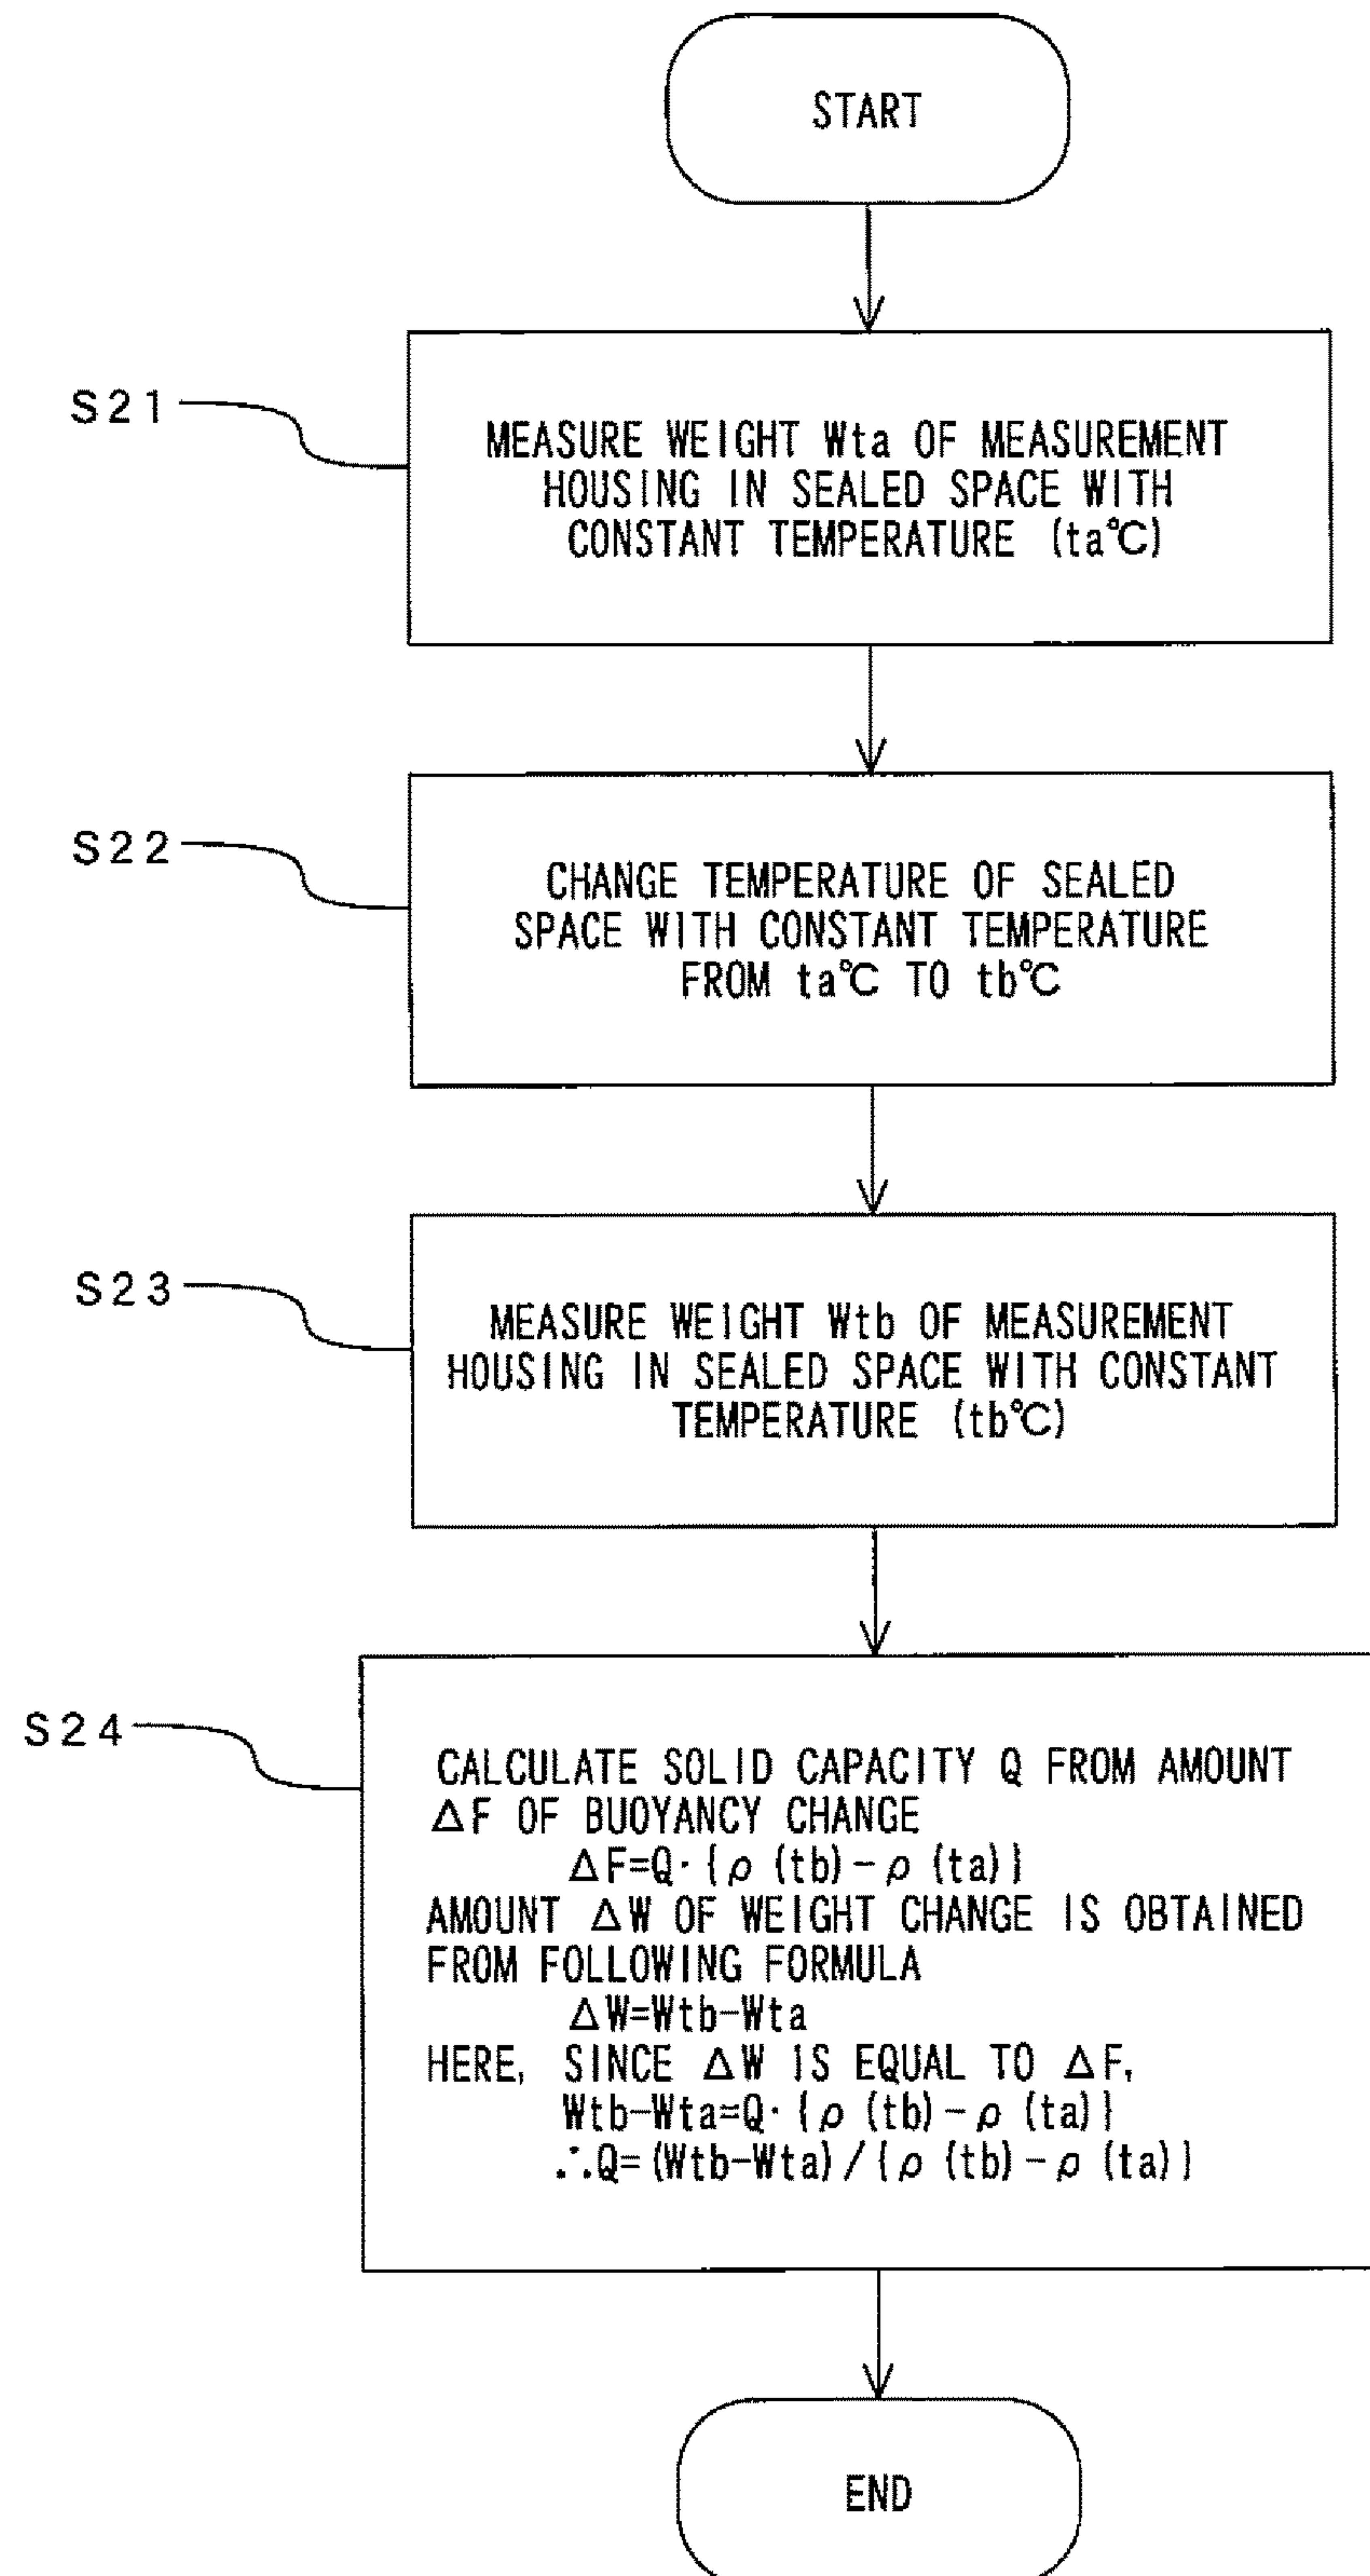 START
S21
MEASURE WEIGHT Wta OF MEASUREMENT
HOUSING IN SEALED SPACE WITH
CONSTANT TEMPERATURE (ta℃)
S22
CHANGE TEMPERATURE OF SEALED
SPACE WITH CONSTANT TEMPERATURE
FROM ta℃ TO tb℃
S23
MEASURE WEIGHT Wtb OF MEASUREMENT
HOUSING IN SEALED SPACE WITH CONSTANT
TEMPERATURE (tb℃)
S24
CALCULATE SOLID CAPACITY Q FROM AMOUNT
ΔF OF BUOYANCY CHANGE
ΔF=Q·{ρ(tb)-ρ(ta)}
AMOUNT ΔW OF WEIGHT CHANGE IS OBTAINED
FROM FOLLOWING FORMULA
ΔW=Wtb-Wta
HERE, SINCE ΔW IS EQUAL TO ΔF,
Wtb-Wta=Q·{ρ(tb)-ρ(ta)}
∴Q=(Wtb-Wta)/{ρ(tb)-ρ(ta)}
END